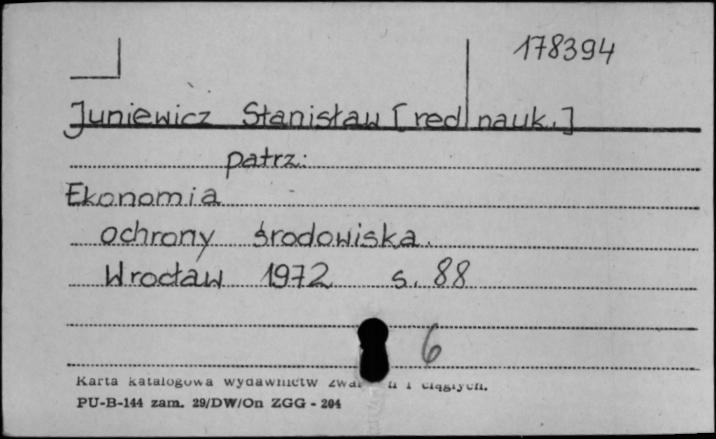 178394
Juniewicz Stanisław [red. nauk.]
patrz:
Ekonomia
ochrony środowiska.
Wrocław 1972 s. 88
6
Karta katalogowa wydawnictw i ciągłych.
PU-B-144 zam. 29/DW/On ZGG - 204